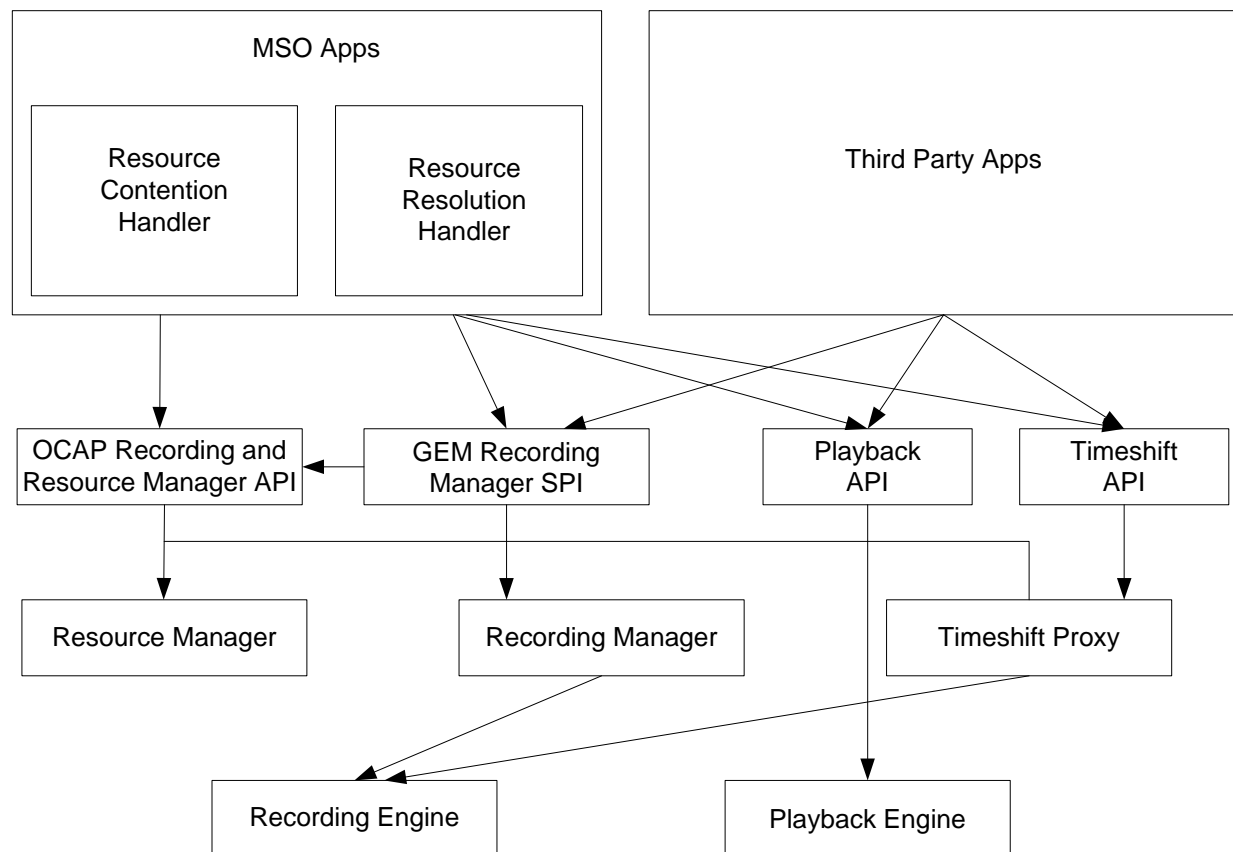 MSO Apps
Resource
Contention
Handler
Resource
Resolution
Handler
Third Party Apps
OCAP Recording and
Resource Manager API
GEM Recording
Manager SPI
Playback
API
Timeshift
API
Resource Manager
Recording Manager
Timeshift Proxy
Recording Engine
Playback Engine